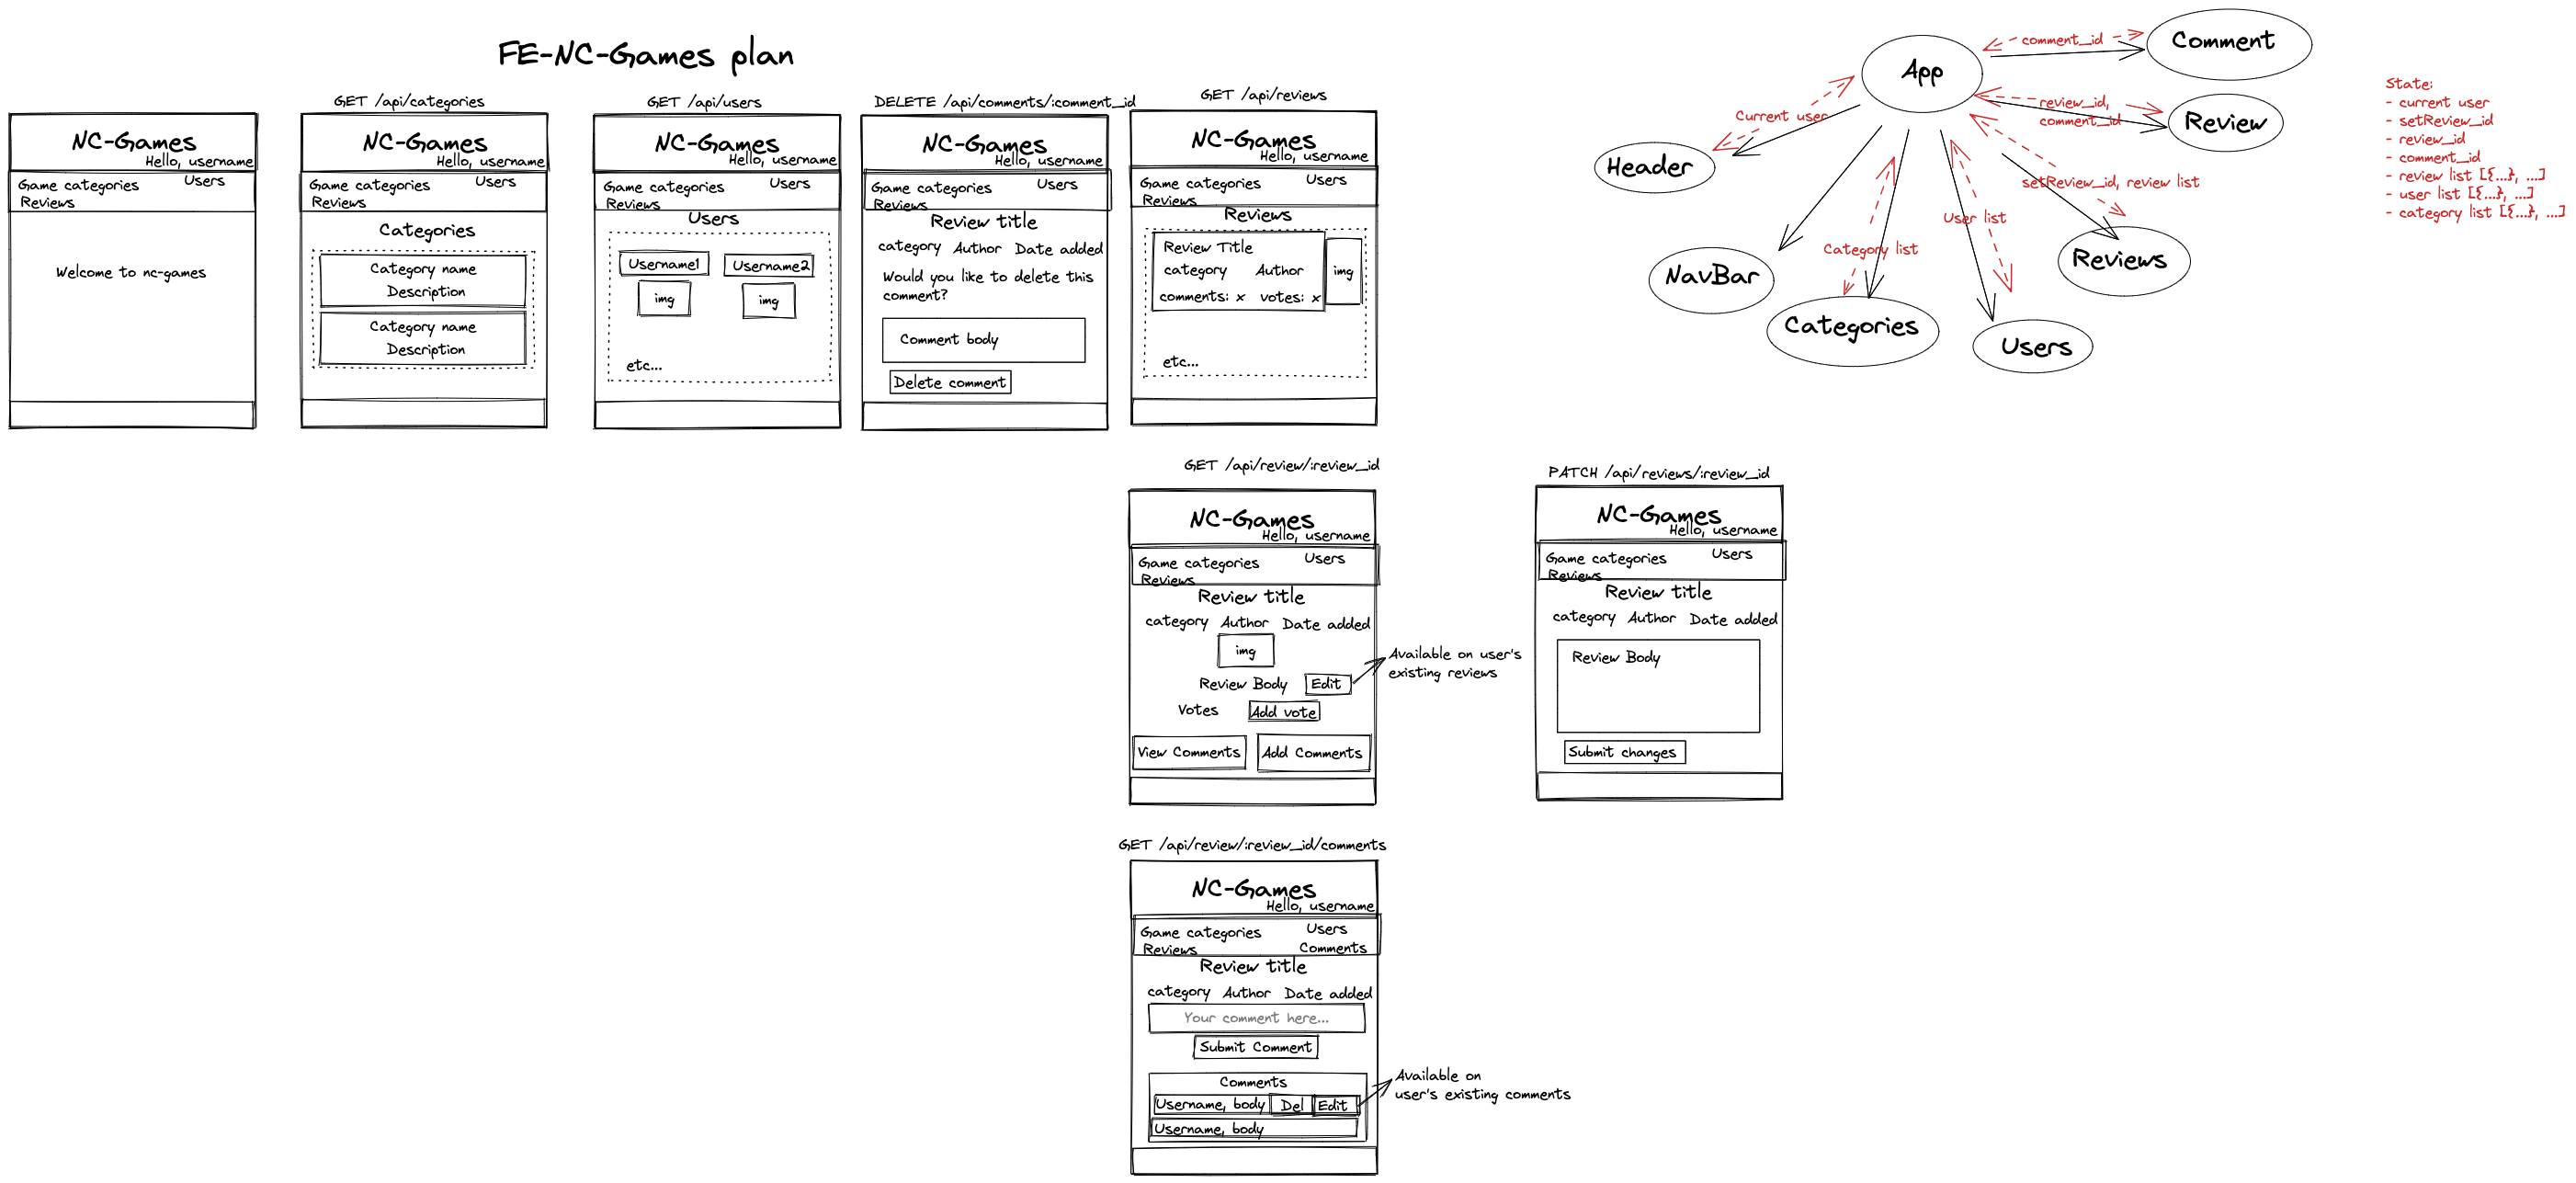 FE-NC-Games plan
NC-Games
Hello, username
Game categories Users
Reviews
Welcome to nc-games
GET /api/categories
NC-Games
Hello, username
Game categories Users
Reviews
Categories
Category name
Description
Category name
Description
GET /api/users
NC-Games
Hello, username
Game categories Users
Reviews
Users
Username1 Username2
img img
etc...
DELETE /api/comments/:comment_id
NC-Games
Hello, username
Game categories Users
Reviews
Review title
category Author Date added
Would you like to delete this
comment?
Comment body
Delete comment
GET /api/reviews
NC-Games
Hello, username
Game categories Users
Reviews
Reviews
Review Title
category Author
img
comments: x votes: x
etc...
App
comment_id
Comment
review_id,
comment_id
Review
Current user
Header
setReview_id, review list
User list
Category list
NavBar
Reviews
Categories
Users
State:
- current user
- setReview_id
- review_id
- comment_id
- review list [{...}, ...]
- user list [{...}, ...]
- category list [{...}, ...]
GET /api/review/:review_id
NC-Games
Hello, username
Game categories Users
Reviews
Review title
category Author Date added
img
Review Body Edit
Votes Add vote
View Comments Add Comments
Available on user's
existing reviews
PATCH /api/reviews/:review_id
NC-Games
Hello, username
Game categories Users
Reviews
Review title
category Author Date added
Review Body
Submit changes
GET /api/review/:review_id/comments
NC-Games
Hello, username
Game categories Users
Reviews Comments
Review title
category Author Date added
Your comment here...
Submit Comment
Comments
Username, body Del Edit
Username, body
Available on
user's existing comments